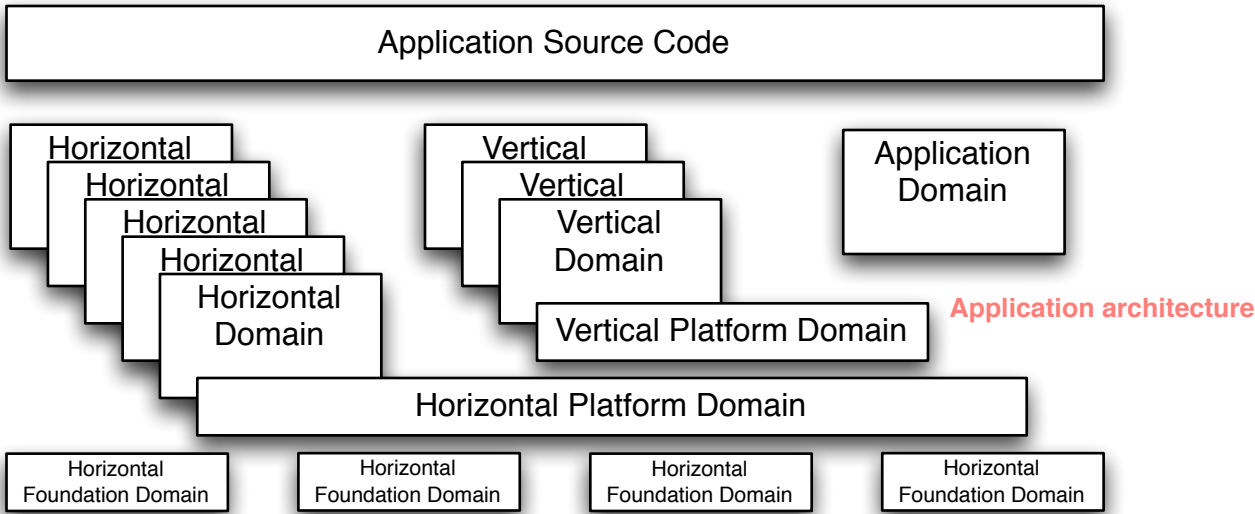 Application Source Code
Horizontal
Horizontal
Horizontal
Horizontal
Horizontal
Domain
Vertical
Vertical
Vertical
Domain
Application
Domain
Vertical Platform Domain
Application architecture
Horizontal Platform Domain
Horizontal
Foundation Domain
Horizontal
Foundation Domain
Horizontal
Foundation Domain
Horizontal
Foundation Domain